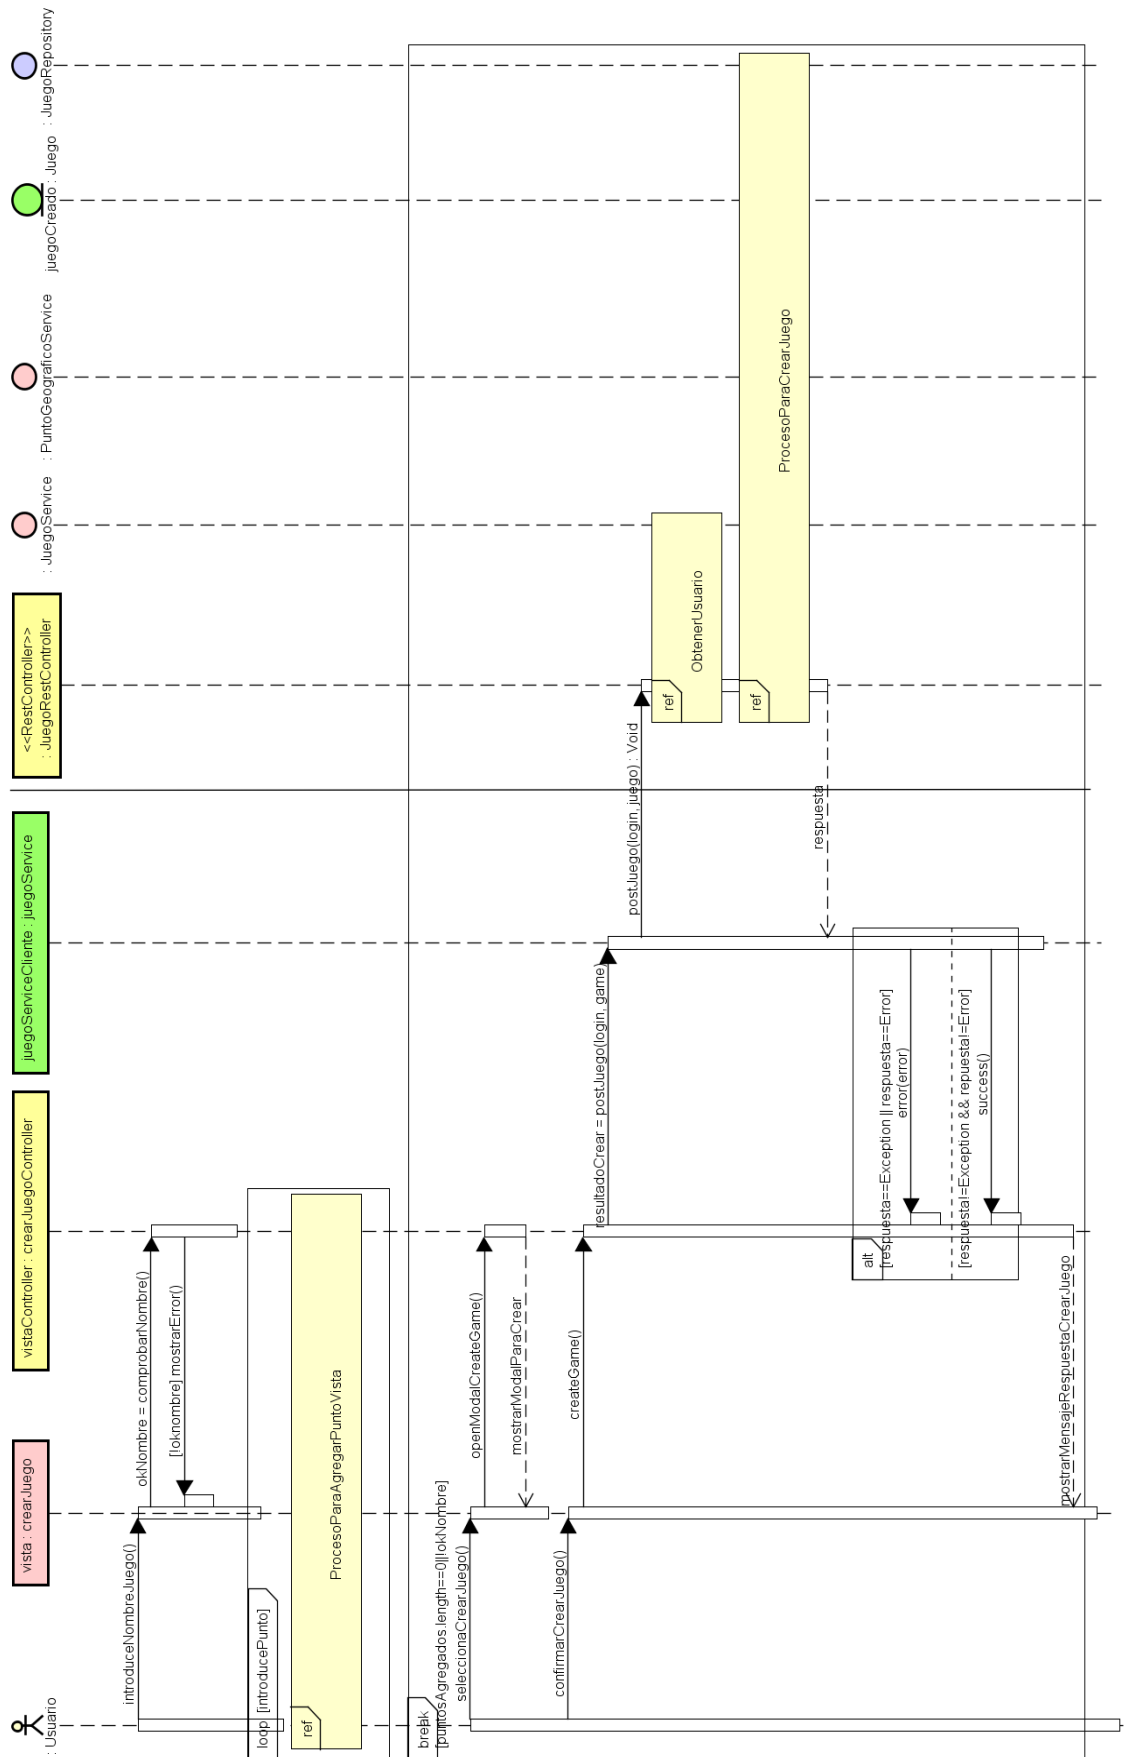 : Usuario
vista : crearJuego
vistaController : crearJuegoController
juegoServiceCliente : juegoService
<<RestController>>
: JuegoRestController
: JuegoService
: PuntoGeograficoService
juegoCreado : Juego
: JuegoRepository
introduceNombreJuego()
okNombre = comprobarNombre()
[!oknombre] mostrarError()
loop [introducePunto]
ref
ProcesoParaAgregarPuntoVista
break
[puntosAgregados.length==0||!okNombre]
seleccionaCrearJuego()
openModalCreateGame()
mostrarModalParaCrear
confirmarCrearJuego()
createGame()
resultadoCrear = postJuego(login, game)
postJuego(login, juego) : Void
ref
ObtenerUsuario
ref
ProcesoParaCrearJuego
respuesta
alt
[respuesta==Exception || respuesta==Error]
error(error)
[respuesta!=Exception && repuesta!=Error]
success()
mostrarMensajeRespuestaCrearJuego